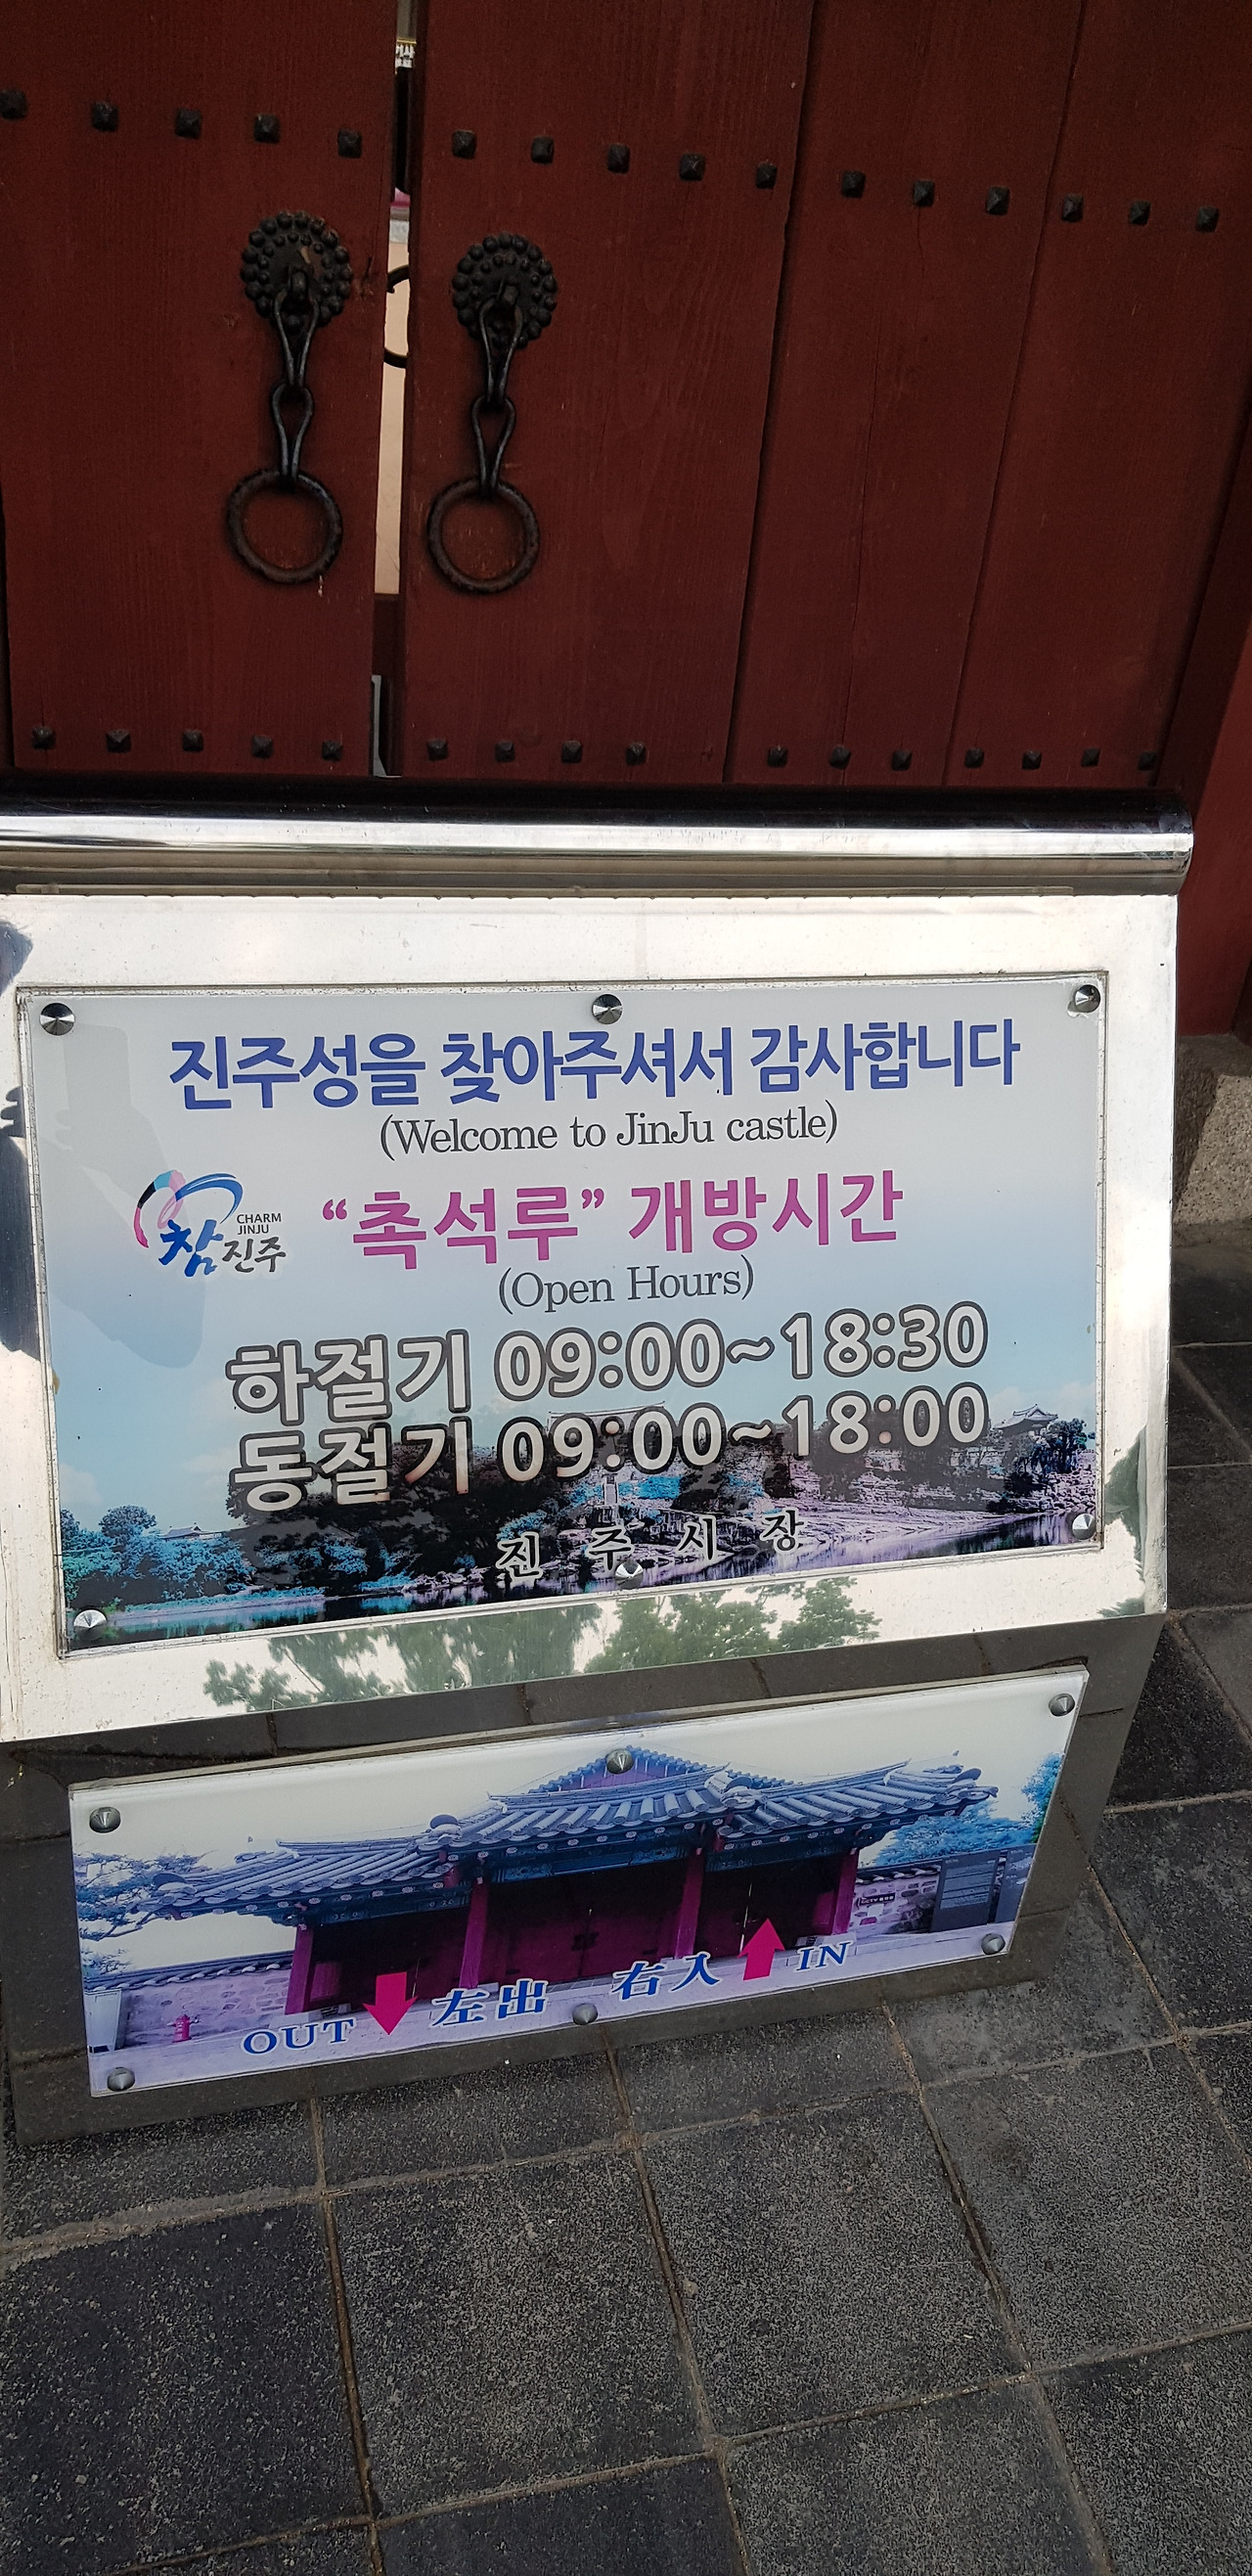 진주성을 찾아주셔서 감사합니다
(Welcome to JinJu castle)
CHARM
JINJU
참 진주
“촉석루” 개방시간
(Open Hours)
하절기 09:00~18:30
동절기 09:00~18:00
진 주 시 장
OUT 左出 右入 IN